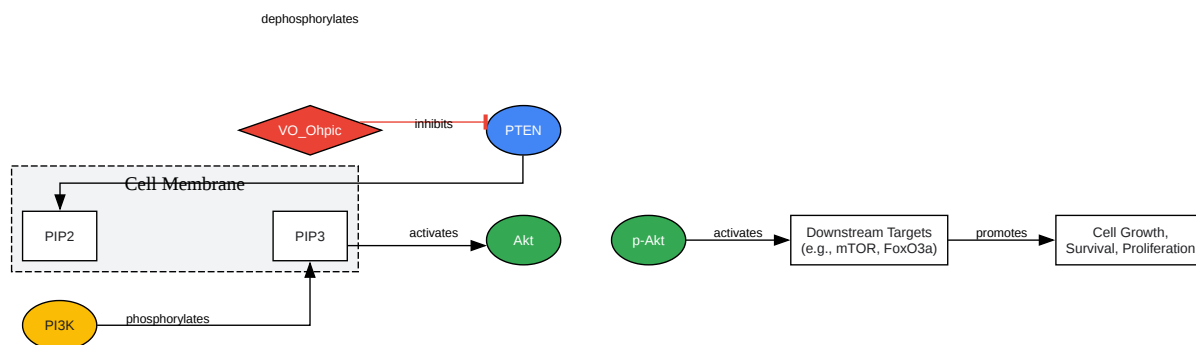 dephosphorylates
VO_Ohpic
inhibits
PTEN
Cell Membrane
PIP2
PIP3
activates
Akt
p-Akt
activates
Downstream Targets
(e.g., mTOR, FoxO3a)
promotes
Cell Growth,
Survival, Proliferation
PI3K
phosphorylates